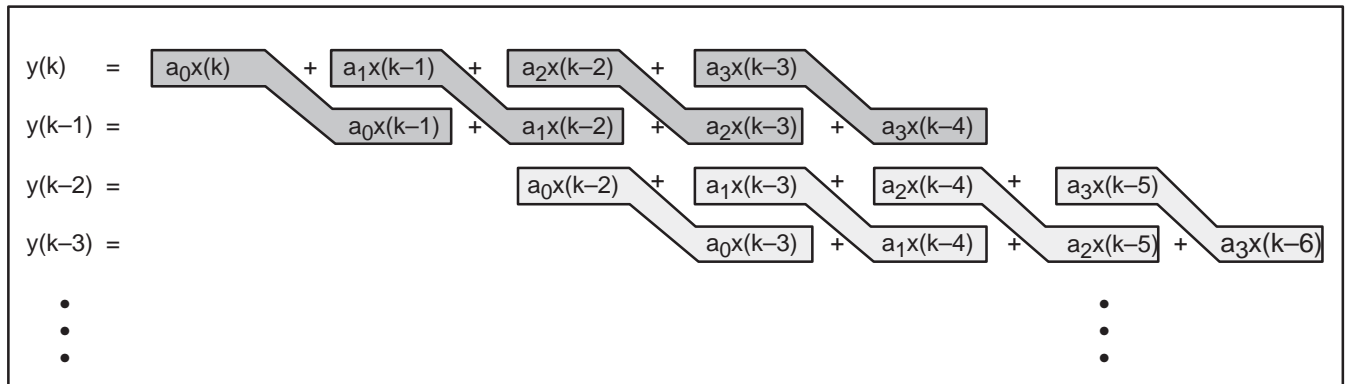 y(k) = a₀x(k) + a₁x(k–1) + a₂x(k–2) + a₃x(k–3)
y(k–1) = a₀x(k–1) + a₁x(k–2) + a₂x(k–3) + a₃x(k–4)
y(k–2) = a₀x(k–2) + a₁x(k–3) + a₂x(k–4) + a₃x(k–5)
y(k–3) = a₀x(k–3) + a₁x(k–4) + a₂x(k–5) + a₃x(k–6)